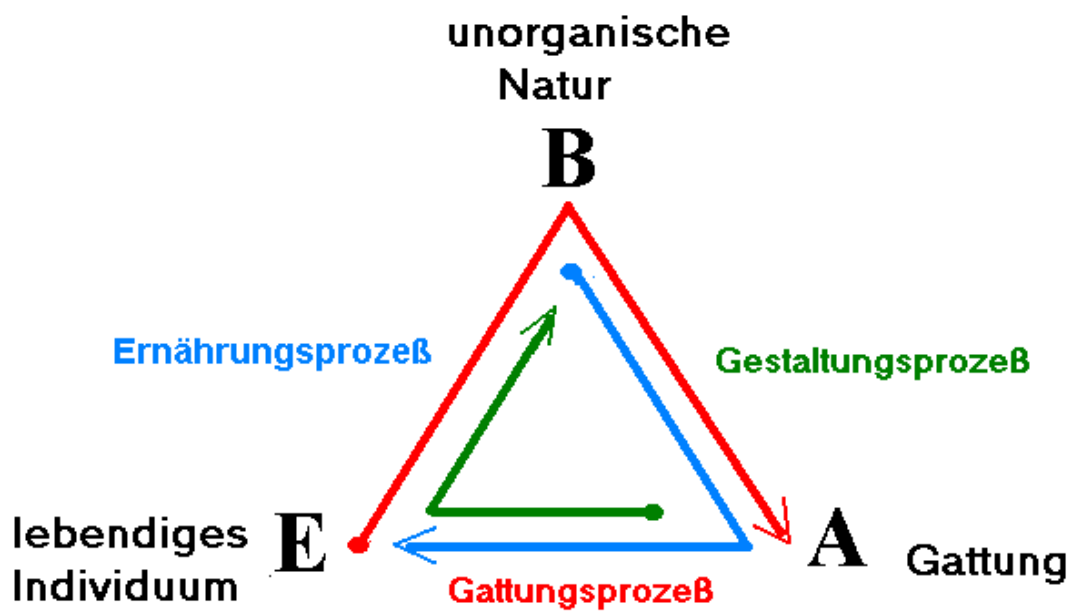 unorganische
Natur
B
Ernährungsprozeß
Gestaltungsprozeß
lebendiges
Individuum
E
A
Gattung
Gattungsprozeß